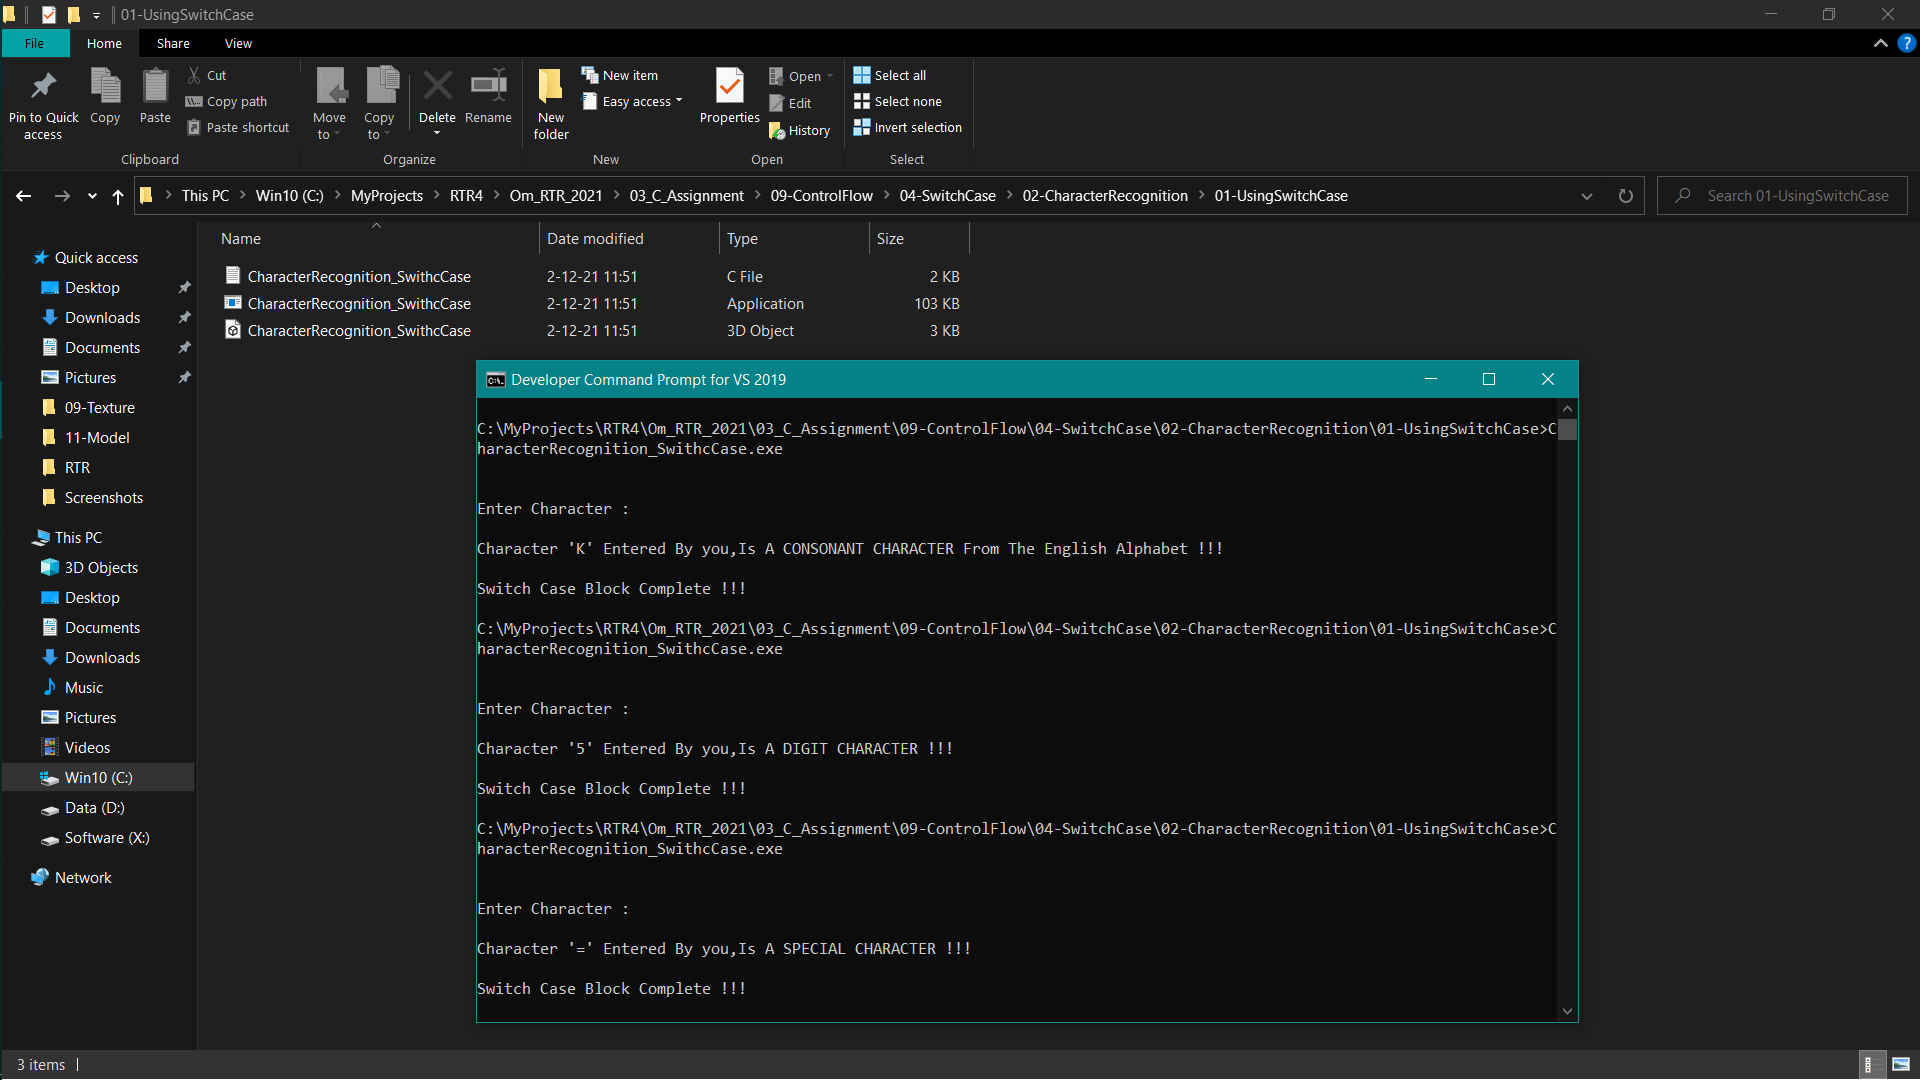 01-UsingSwitchCase
File Home Share View
Pin to Quick access
Copy
Paste
Cut
Copy path
Paste shortcut
Clipboard
Move to
Copy to
Delete
Rename
Organize
New folder
New item
Easy access
New
Properties
Open
Edit
History
Open
Select all
Select none
Invert selection
Select
This PC > Win10 (C:) > MyProjects > RTR4 > Om_RTR_2021 > 03_C_Assignment > 09-ControlFlow > 04-SwitchCase > 02-CharacterRecognition > 01-UsingSwitchCase
Search 01-UsingSwitchCase
Name Date modified Type Size
CharacterRecognition_SwithcCase 2-12-21 11:51 C File 2 KB
CharacterRecognition_SwithcCase 2-12-21 11:51 Application 103 KB
CharacterRecognition_SwithcCase 2-12-21 11:51 3D Object 3 KB
Quick access
Desktop
Downloads
Documents
Pictures
09-Texture
11-Model
RTR
Screenshots
This PC
3D Objects
Desktop
Documents
Downloads
Music
Pictures
Videos
Win10 (C:)
Data (D:)
Software (X:)
Network
Developer Command Prompt for VS 2019
C:\MyProjects\RTR4\Om_RTR_2021\03_C_Assignment\09-ControlFlow\04-SwitchCase\02-CharacterRecognition\01-UsingSwitchCase>C
haracterRecognition_SwithcCase.exe
Enter Character :
Character 'K' Entered By you,Is A CONSONANT CHARACTER From The English Alphabet !!!
Switch Case Block Complete !!!
C:\MyProjects\RTR4\Om_RTR_2021\03_C_Assignment\09-ControlFlow\04-SwitchCase\02-CharacterRecognition\01-UsingSwitchCase>C
haracterRecognition_SwithcCase.exe
Enter Character :
Character '5' Entered By you,Is A DIGIT CHARACTER !!!
Switch Case Block Complete !!!
C:\MyProjects\RTR4\Om_RTR_2021\03_C_Assignment\09-ControlFlow\04-SwitchCase\02-CharacterRecognition\01-UsingSwitchCase>C
haracterRecognition_SwithcCase.exe
Enter Character :
Character '=' Entered By you,Is A SPECIAL CHARACTER !!!
Switch Case Block Complete !!!
3 items